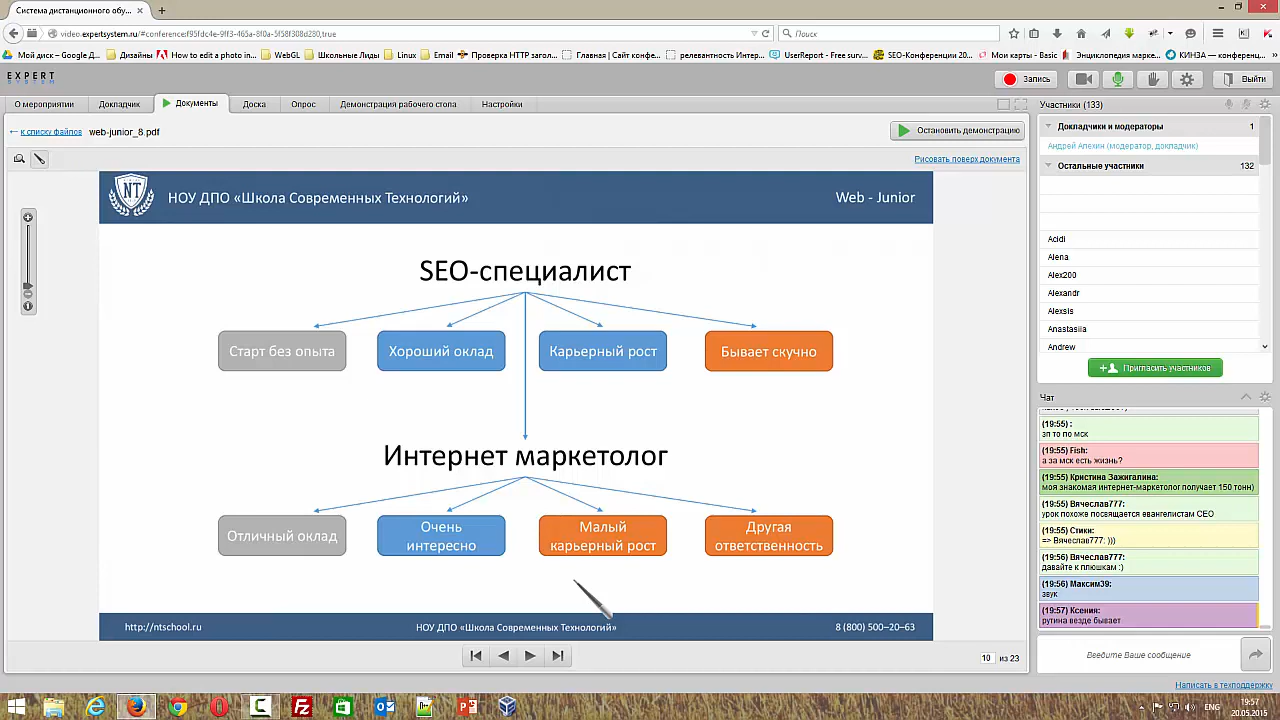 Система дистанционного обу...
video.expertsystem.ru/#conference:f95fdc4e-9ff3-465a-8f0a-5f58f308d280,true
Поиск
Мой диск — Google Д...
Дизайны
How to edit a photo in...
WebGL
Школьные Лиды
Linux
Email
Проверка HTTP загол...
Главная | Сайт конфе...
релевантность Интер...
UserReport - Free surv...
SEO-Конференции 20...
Мои карты - Basic
Энциклопедия марке...
КИНЗА — конференц...
EXPERT
SYSTEM
Запись
Выйти
О мероприятии
Докладчик
Документы
Доска
Опрос
Демонстрация рабочего стола
Настройки
Участники (133)
← к списку файлов
web-junior_8.pdf
Остановить демонстрацию
Рисовать поверх документа
Докладчики и модераторы 1
Андрей Апехин (модератор, докладчик)
Остальные участники 132
Acidi
Alena
Alex200
Alexandr
Alexsis
Anastasiia
Andrew
Пригласить участников
NT
НОУ ДПО «Школа Современных Технологий»
Web - Junior
SEO-специалист
Старт без опыта
Хороший оклад
Карьерный рост
Бывает скучно
Интернет маркетолог
Отличный оклад
Очень
интересно
Малый
карьерный рост
Другая
ответственность
http://ntschool.ru
НОУ ДПО «Школа Современных Технологий»
8 (800) 500–20–63
10 из 23
Чат
(19:55) :
зп то по мск
(19:55) Fish:
а за мск есть жизнь?
(19:55) Кристина Зажигалина:
моя знакомая интернет-маркетолог получает 150 тонн)
(19:55) Вячеслав777:
урок похоже посвящается евангелистам СЕО
(19:55) Стики:
=> Вячеслав777: )))
(19:56) Вячеслав777:
давайте к плюшкам :)
(19:56) Максим39:
звук
(19:57) Ксения:
рутина везде бывает
Введите Ваше сообщение
Написать в техподдержку
ENG
19:57
20.05.2015